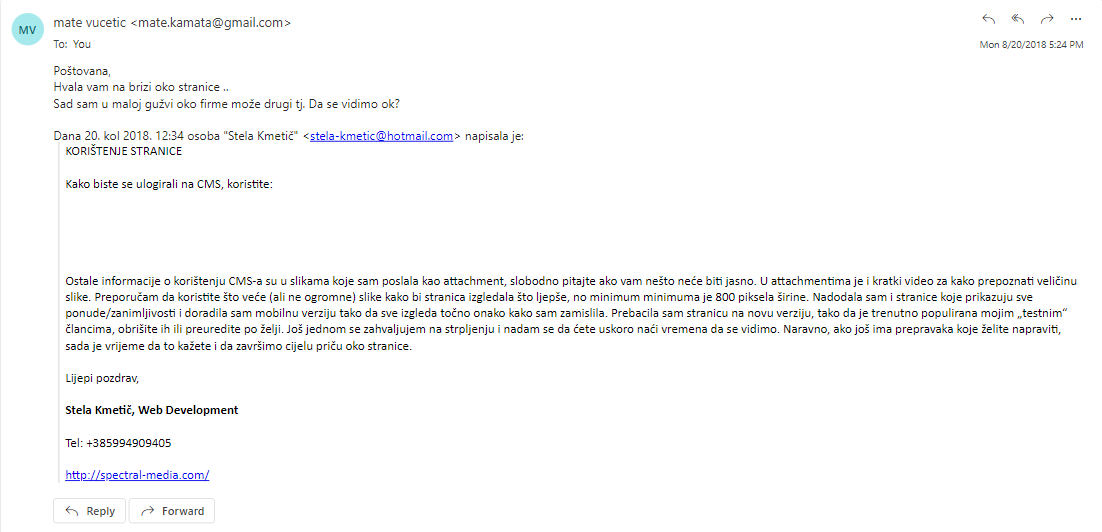 MV
mate vucetic <mate.kamata@gmail.com>
To: You
Mon 8/20/2018 5:24 PM
Poštovana,
Hvala vam na brizi oko stranice ..
Sad sam u maloj gužvi oko firme može drugi tj. Da se vidimo ok?
Dana 20. kol 2018. 12:34 osoba "Stela Kmetič" <stela-kmetic@hotmail.com> napisala je:
KORIŠTENJE STRANICE
Kako biste se ulogirali na CMS, koristite:
Ostale informacije o korištenju CMS-a su u slikama koje sam poslala kao attachment, slobodno pitajte ako vam nešto neće biti jasno. U attachmentima je i kratki video za kako prepoznati veličinu
slike. Preporučam da koristite što veće (ali ne ogromne) slike kako bi stranica izgledala što ljepše, no minimum minimuma je 800 piksela širine. Nadodala sam i stranice koje prikazuju sve
ponude/zanimljivosti i doradila sam mobilnu verziju tako da sve izgleda točno onako kako sam zamislila. Prebacila sam stranicu na novu verziju, tako da je trenutno populirana mojim „testnim“
člancima, obrišite ih ili preuredite po želji. Još jednom se zahvaljujem na strpljenju i nadam se da ćete uskoro naći vremena da se vidimo. Naravno, ako još ima prepravaka koje želite napraviti,
sada je vrijeme da to kažete i da završimo cijelu priču oko stranice.
Lijepi pozdrav,
Stela Kmetič, Web Development
Tel: +385994909405
http://spectral-media.com/
Reply
Forward